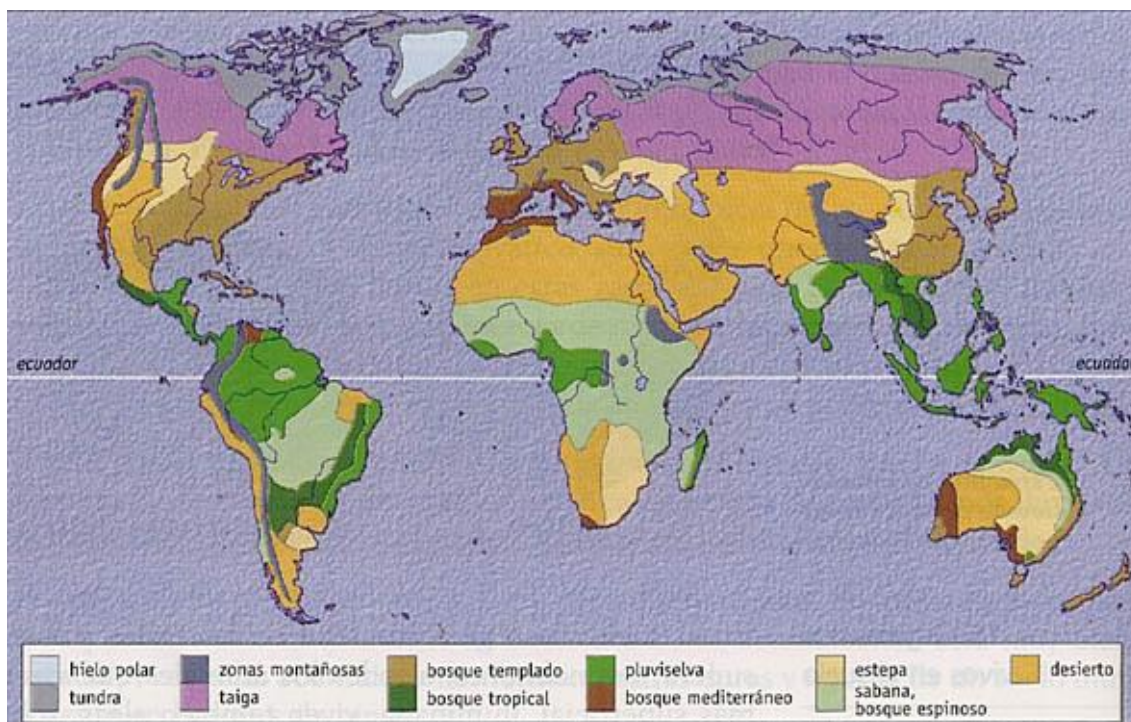 ecuador
ecuador
hielo polar
zonas montañosas
bosque templado
pluviselva
estepa
desierto
tundra
taiga
bosque tropical
bosque mediterráneo
sabana,
bosque espinoso